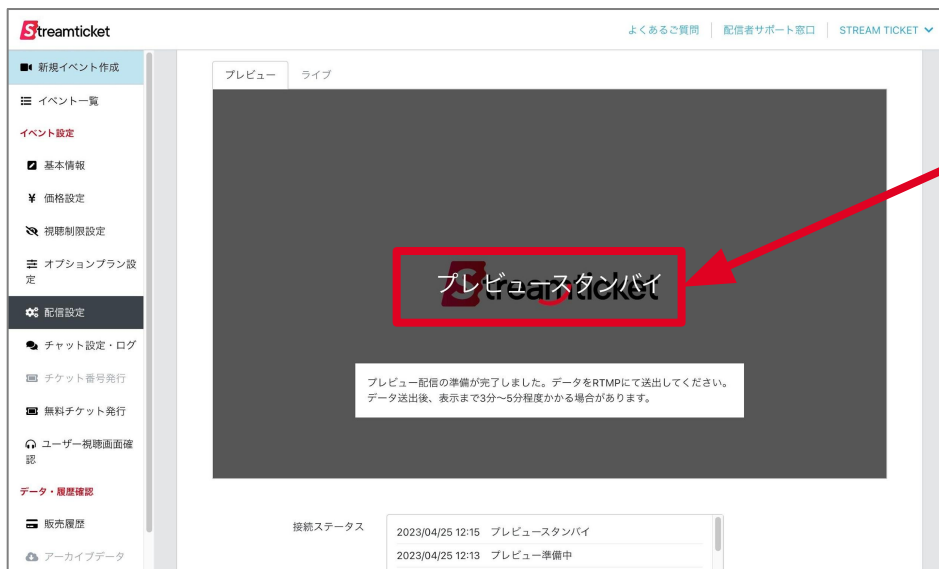 Streamticket
よくあるご質問
配信者サポート窓口
STREAM TICKET
新規イベント作成
イベント一覧
イベント設定
基本情報
価格設定
視聴制限設定
オプションプラン設
定
配信設定
チャット設定・ログ
チケット番号発行
無料チケット発行
ユーザー視聴画面確
認
データ・履歴確認
販売履歴
アーカイブデータ
プレビュー
ライブ
Streamticket
プレビュースタンバイ
プレビュー配信の準備が完了しました。データをRTMPにて送出してください。
データ送出後、表示まで3分〜5分程度かかる場合があります。
接続ステータス
2023/04/25 12:15 プレビュースタンバイ
2023/04/25 12:13 プレビュー準備中